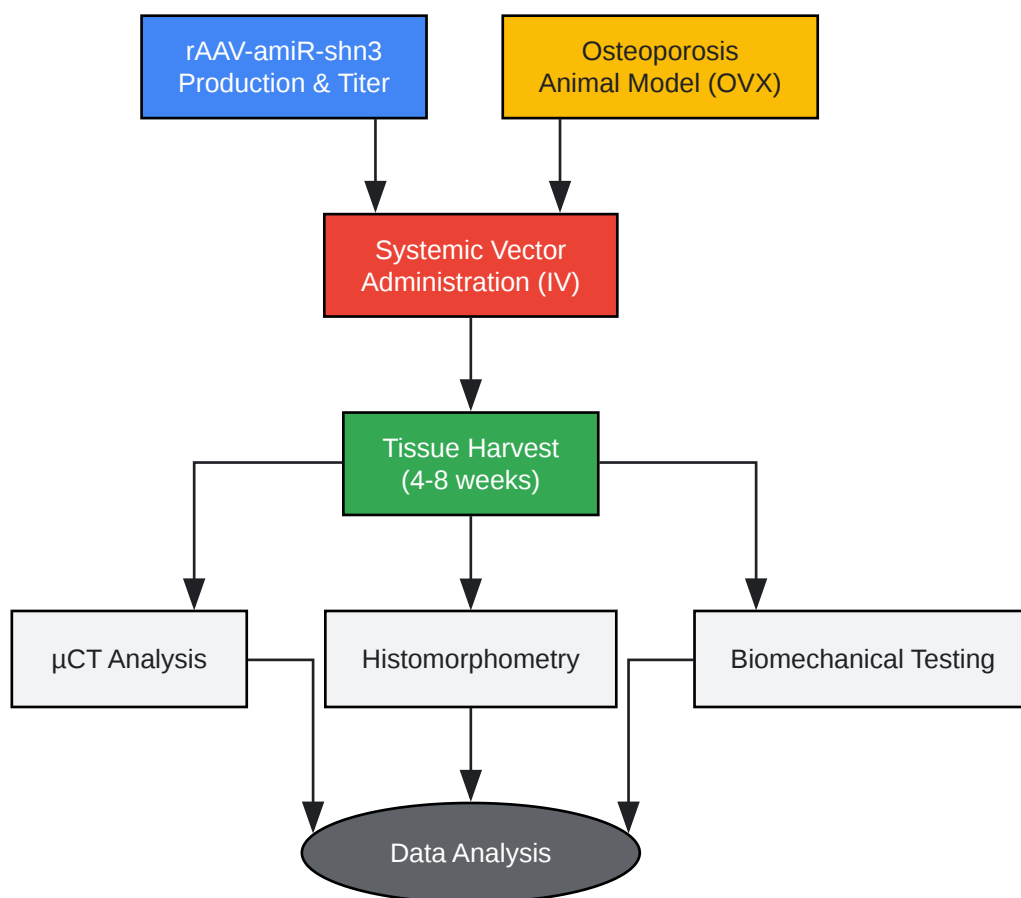 rAAV-amiR-shn3
Production & Titer
Osteoporosis
Animal Model (OVX)
Systemic Vector
Administration (IV)
Tissue Harvest
(4-8 weeks)
µCT Analysis
Histomorphometry
Biomechanical Testing
Data Analysis